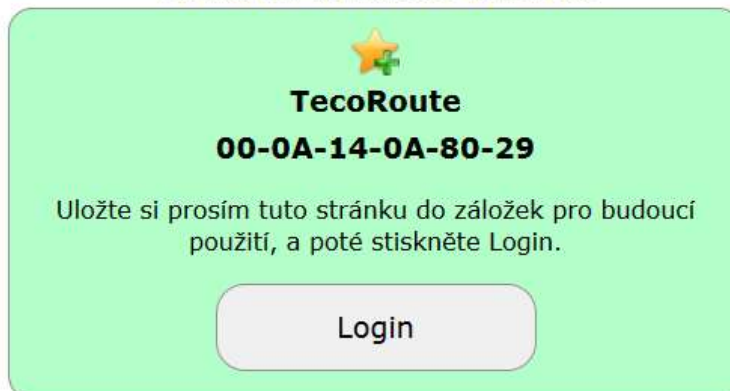 TecoRoute
00-0A-14-0A-80-29
Uložte si prosím tuto stránku do záložek pro budoucí
použití, a poté stiskněte Login.
Login